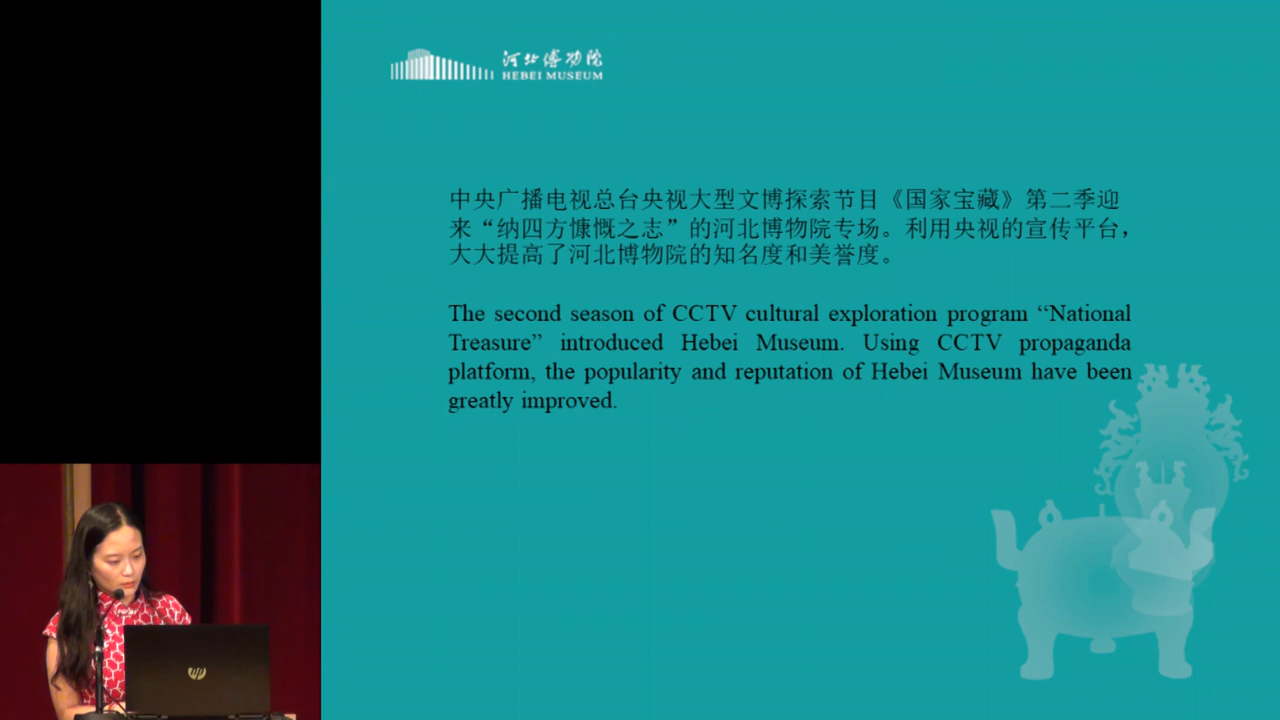 河北博物院
HEBEI MUSEUM
中央广播电视总台央视大型文博探索节目《国家宝藏》第二季迎
来“纳四方慷慨之志”的河北博物院专场。利用央视的宣传平台，
大大提高了河北博物院的知名度和美誉度。
The second season of CCTV cultural exploration program “National
Treasure” introduced Hebei Museum. Using CCTV propaganda
platform, the popularity and reputation of Hebei Museum have been
greatly improved.
hp